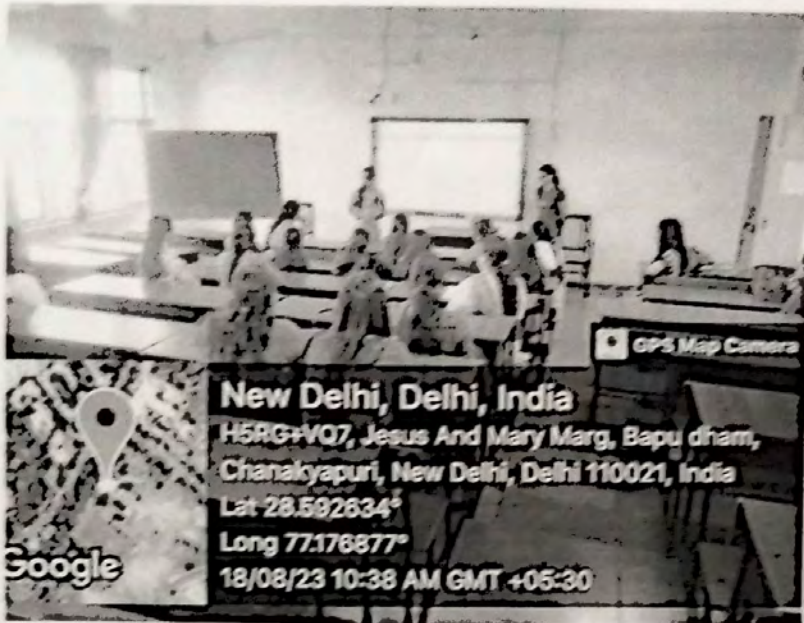 GPS Map Camera
New Delhi, Delhi, India
H5RG+VQ7, Jesus And Mary Marg, Bapu dham,
Chanakyapuri, New Delhi, Delhi 110021, India
Lat 28.592634°
Long 77.176877°
Google
18/08/23 10:38 AM GMT +05:30